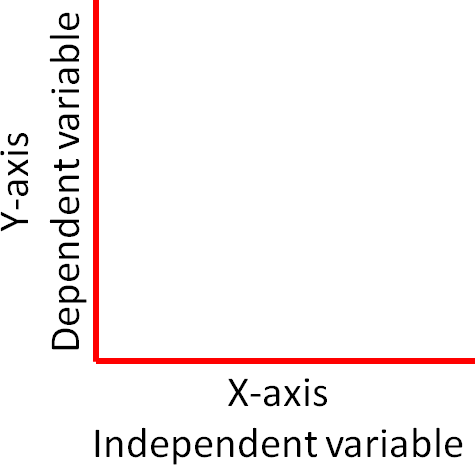 Y-axis
Dependent variable
X-axis
Independent variable